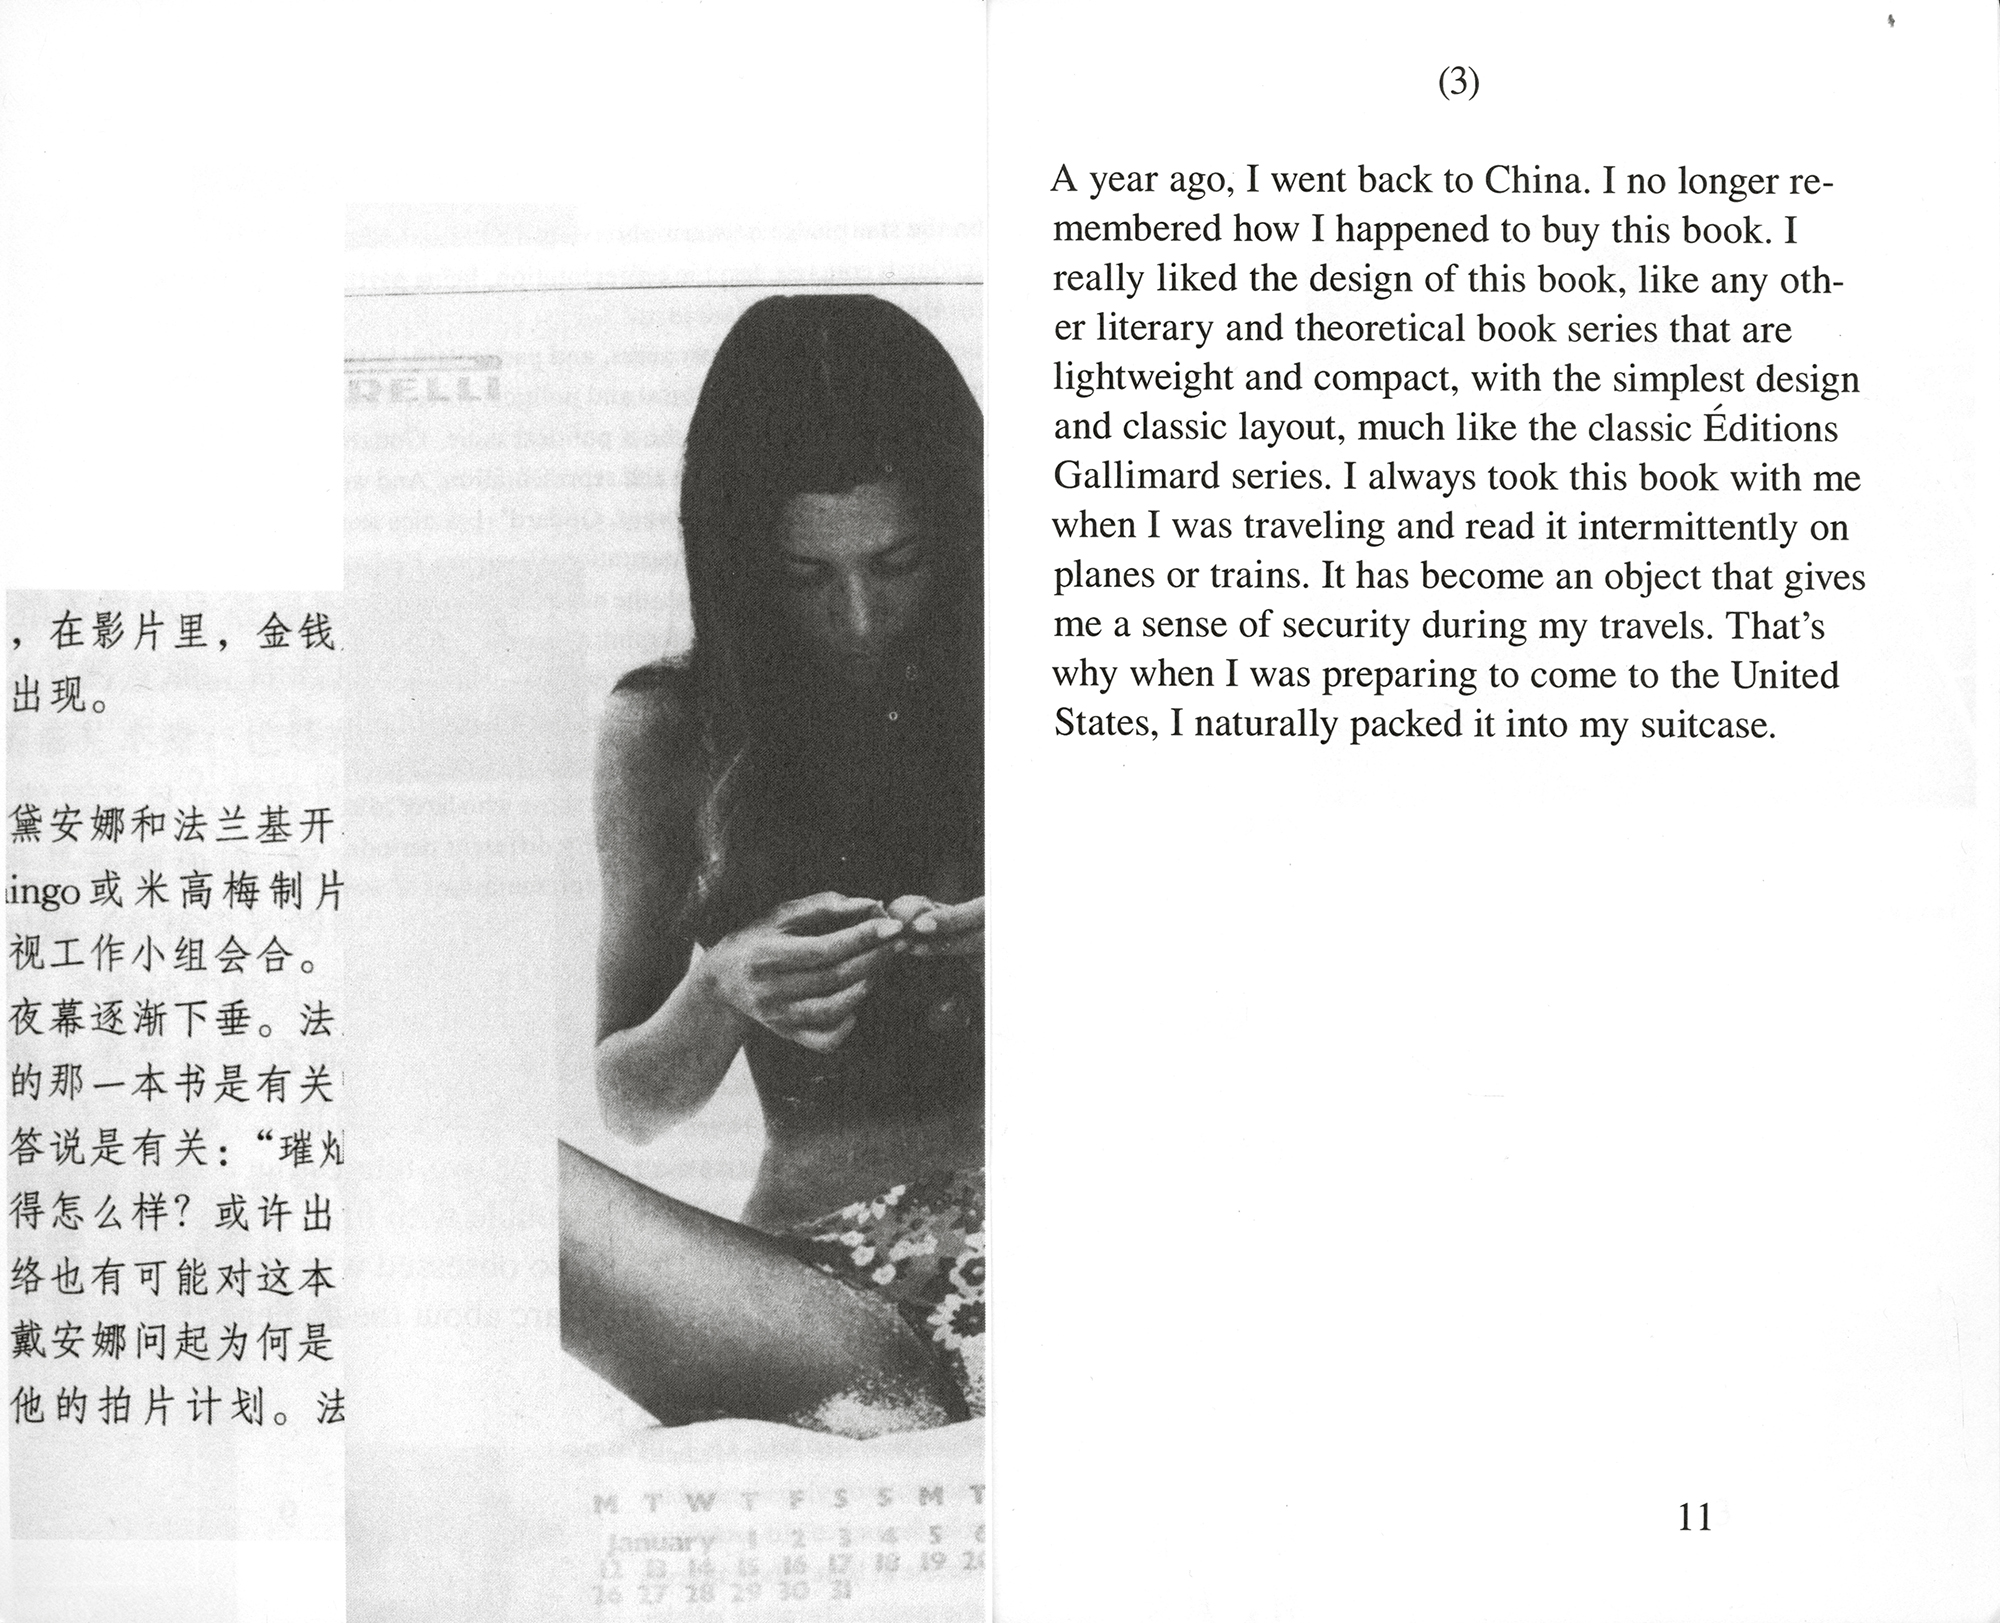 ，在影片里，金钱
出现。
黛安娜和法兰基开
ingo或米高梅制片
视工作小组会合。
夜幕逐渐下垂。法
的那一本书是有关
答说是有关：“璀灿
得怎么样？或许出
络也有可能对这本
戴安娜问起为何是
他的拍片计划。法
RELLI
M T W T F S S M T
January 1 2 3 4 5 6
12 13 14 15 16 17 18 19 20
26 27 28 29 30 31
(3)
A year ago, I went back to China. I no longer re-
membered how I happened to buy this book. I
really liked the design of this book, like any oth-
er literary and theoretical book series that are
lightweight and compact, with the simplest design
and classic layout, much like the classic Éditions
Gallimard series. I always took this book with me
when I was traveling and read it intermittently on
planes or trains. It has become an object that gives
me a sense of security during my travels. That’s
why when I was preparing to come to the United
States, I naturally packed it into my suitcase.
11